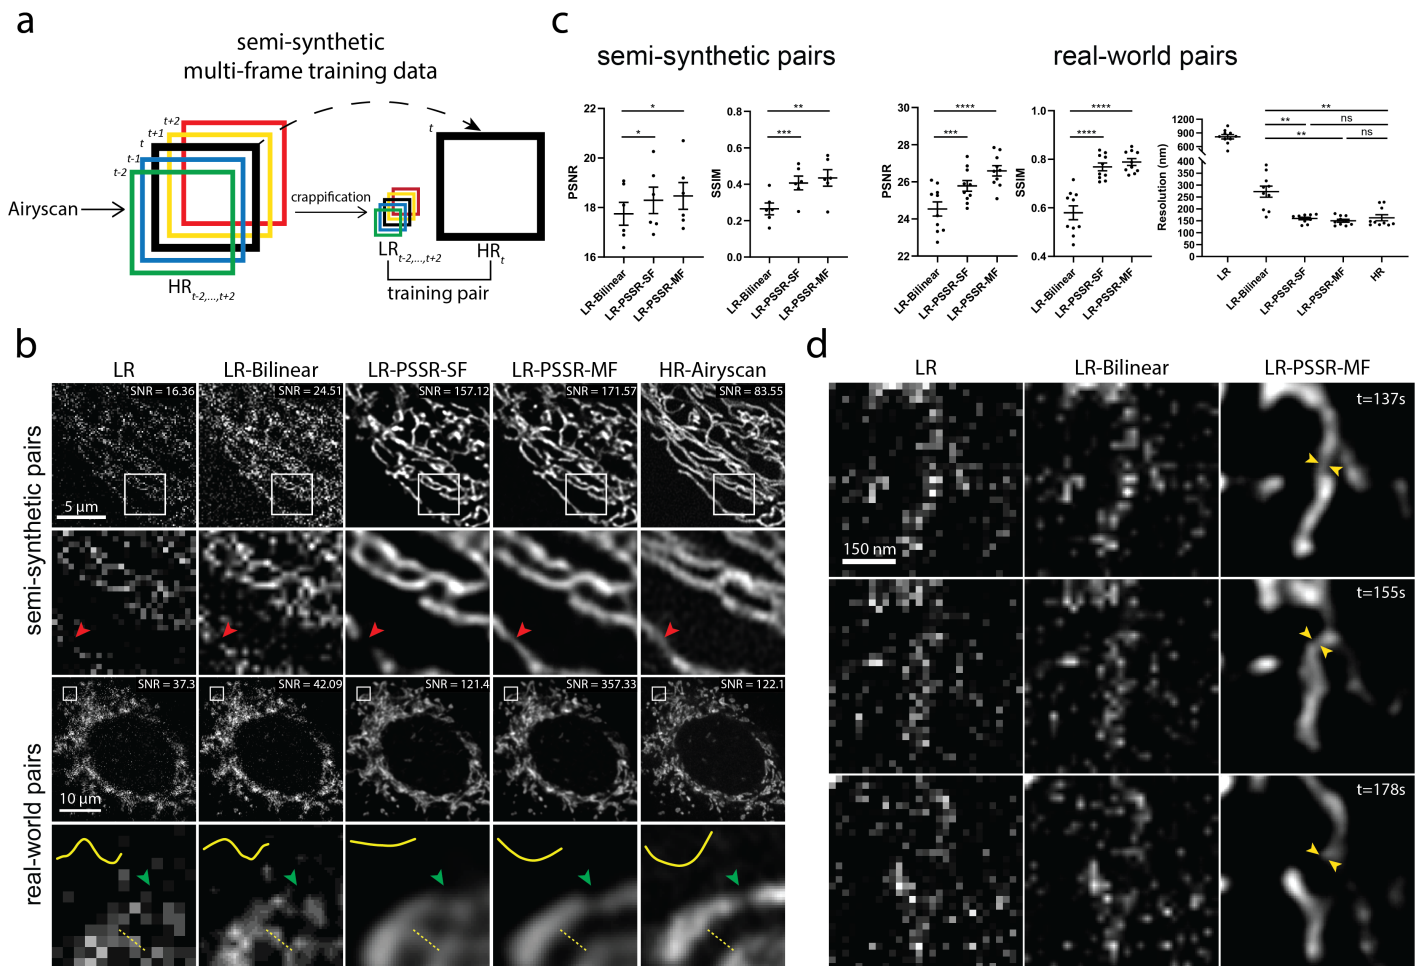 a
semi-synthetic
multi-frame training data
t+2
t+1
t
t-1
t-2
Airyscan
HR t-2,...,t+2
crappification
LR t-2,...,t+2
t
HR t
training pair
c
semi-synthetic pairs
real-world pairs
PSNR
22
20
18
16
*
*
LR-Bilinear
LR-PSSR-SF
LR-PSSR-MF
SSIM
0.8
0.6
0.4
0.2
0.0
**
***
LR-Bilinear
LR-PSSR-SF
LR-PSSR-MF
PSNR
30
28
26
24
22
****
***
LR-Bilinear
LR-PSSR-SF
LR-PSSR-MF
SSIM
1.0
0.8
0.6
0.4
****
****
LR-Bilinear
LR-PSSR-SF
LR-PSSR-MF
Resolution (nm)
1200
900
600
400
350
300
250
200
150
100
50
0
**
** ns
** ns
LR
LR-Bilinear
LR-PSSR-SF
LR-PSSR-MF
HR
b
LR LR-Bilinear LR-PSSR-SF LR-PSSR-MF HR-Airyscan
semi-synthetic pairs
SNR = 16.36 SNR = 24.51 SNR = 157.12 SNR = 171.57 SNR = 83.55
5 µm
real-world pairs
SNR = 37.3 SNR = 42.09 SNR = 121.4 SNR = 357.33 SNR = 122.1
10 µm
d
LR LR-Bilinear LR-PSSR-MF
t=137s
150 nm
t=155s
t=178s